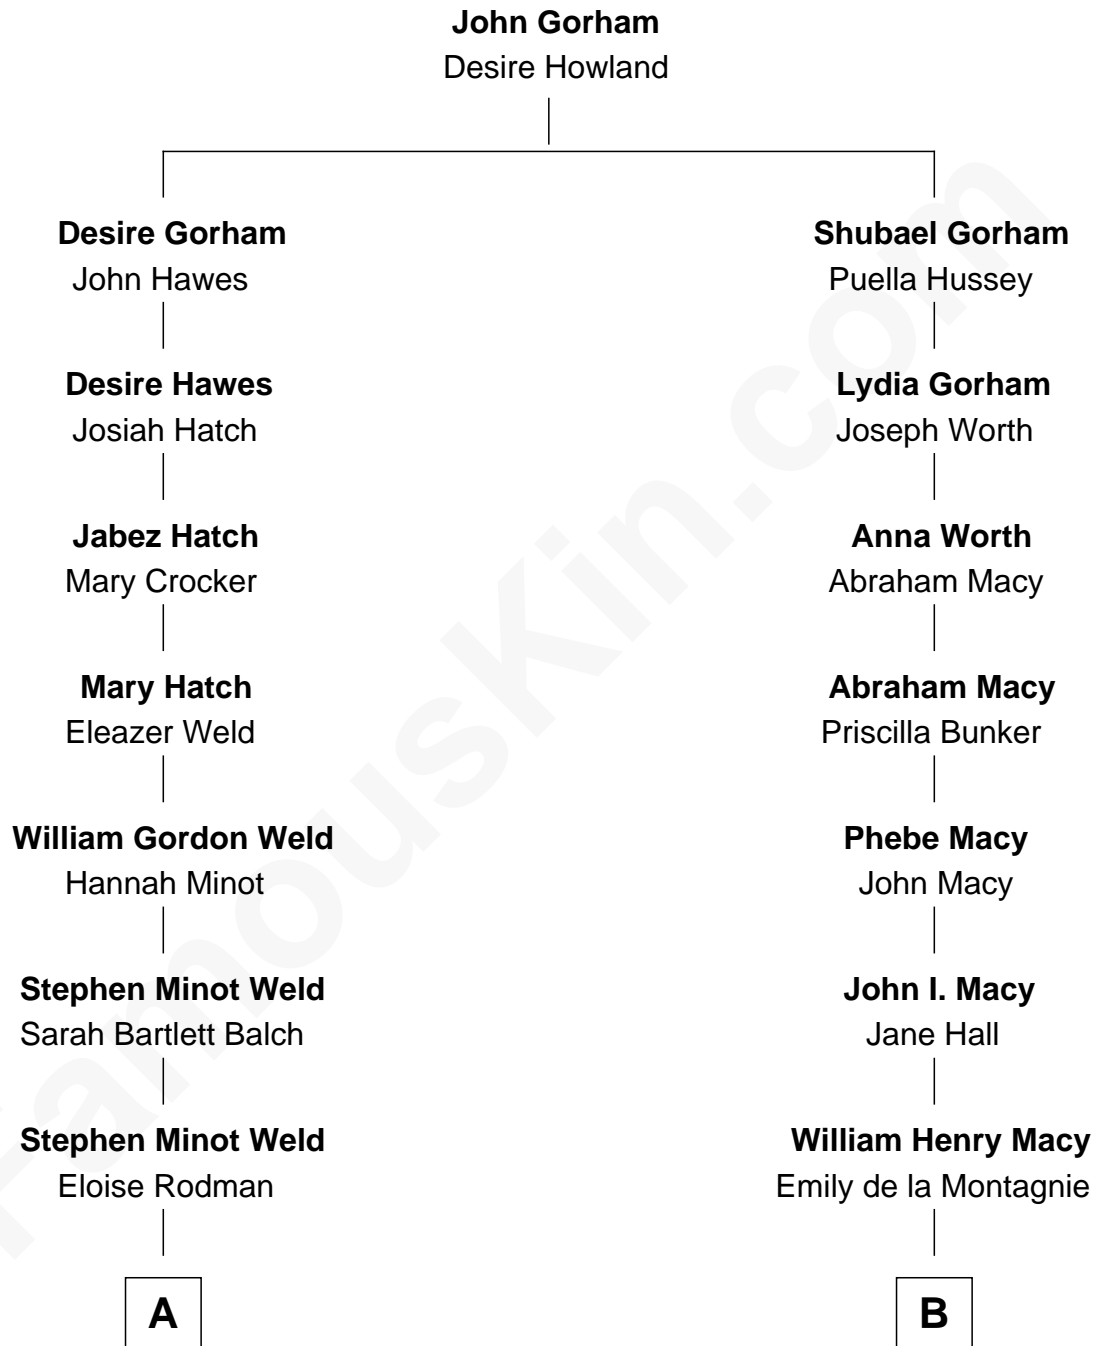 John Gorham
Desire Howland
Desire Gorham
John Hawes
Shubael Gorham
Puella Hussey
Desire Hawes
Josiah Hatch
Lydia Gorham
Joseph Worth
Jabez Hatch
Mary Crocker
Anna Worth
Abraham Macy
Mary Hatch
Eleazer Weld
Abraham Macy
Priscilla Bunker
William Gordon Weld
Hannah Minot
Phebe Macy
John Macy
Stephen Minot Weld
Sarah Bartlett Balch
John I. Macy
Jane Hall
Stephen Minot Weld
Eloise Rodman
William Henry Macy
Emily de la Montagnie
A
B
FamousKin.com